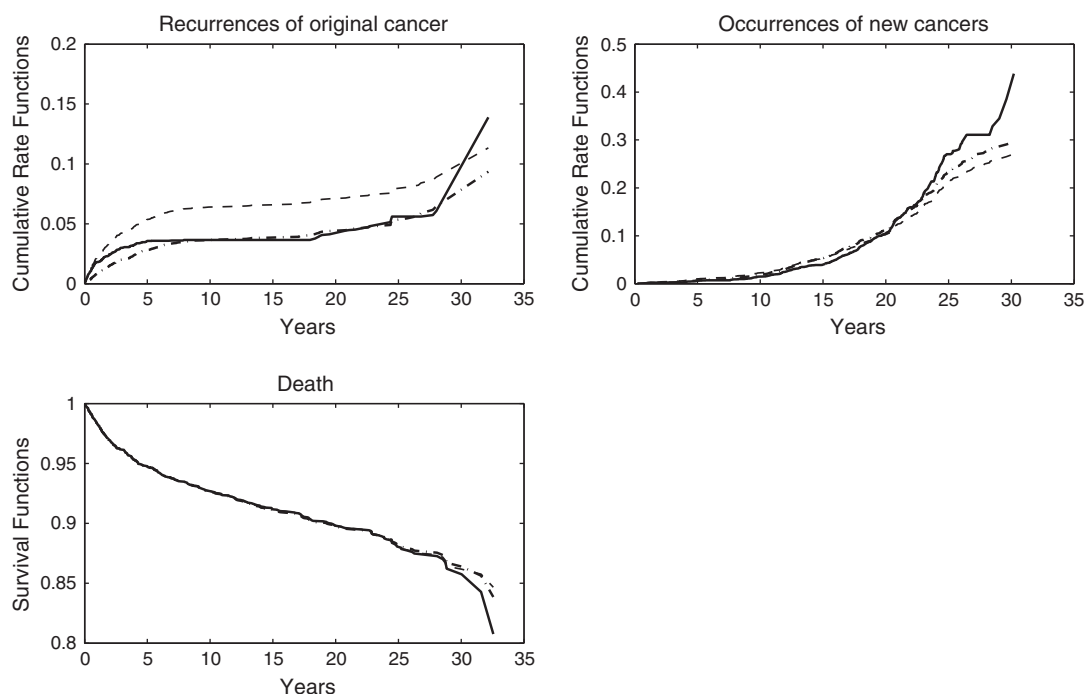 Recurrences of original cancer
Cumulative Rate Functions
0.2
0.15
0.1
0.05
0
0 5 10 15 20 25 30 35
Years
Occurrences of new cancers
Cumulative Rate Functions
0.5
0.4
0.3
0.2
0.1
0
0 5 10 15 20 25 30 35
Years
Death
Survival Functions
1
0.95
0.9
0.85
0.8
0 5 10 15 20 25 30 35
Years